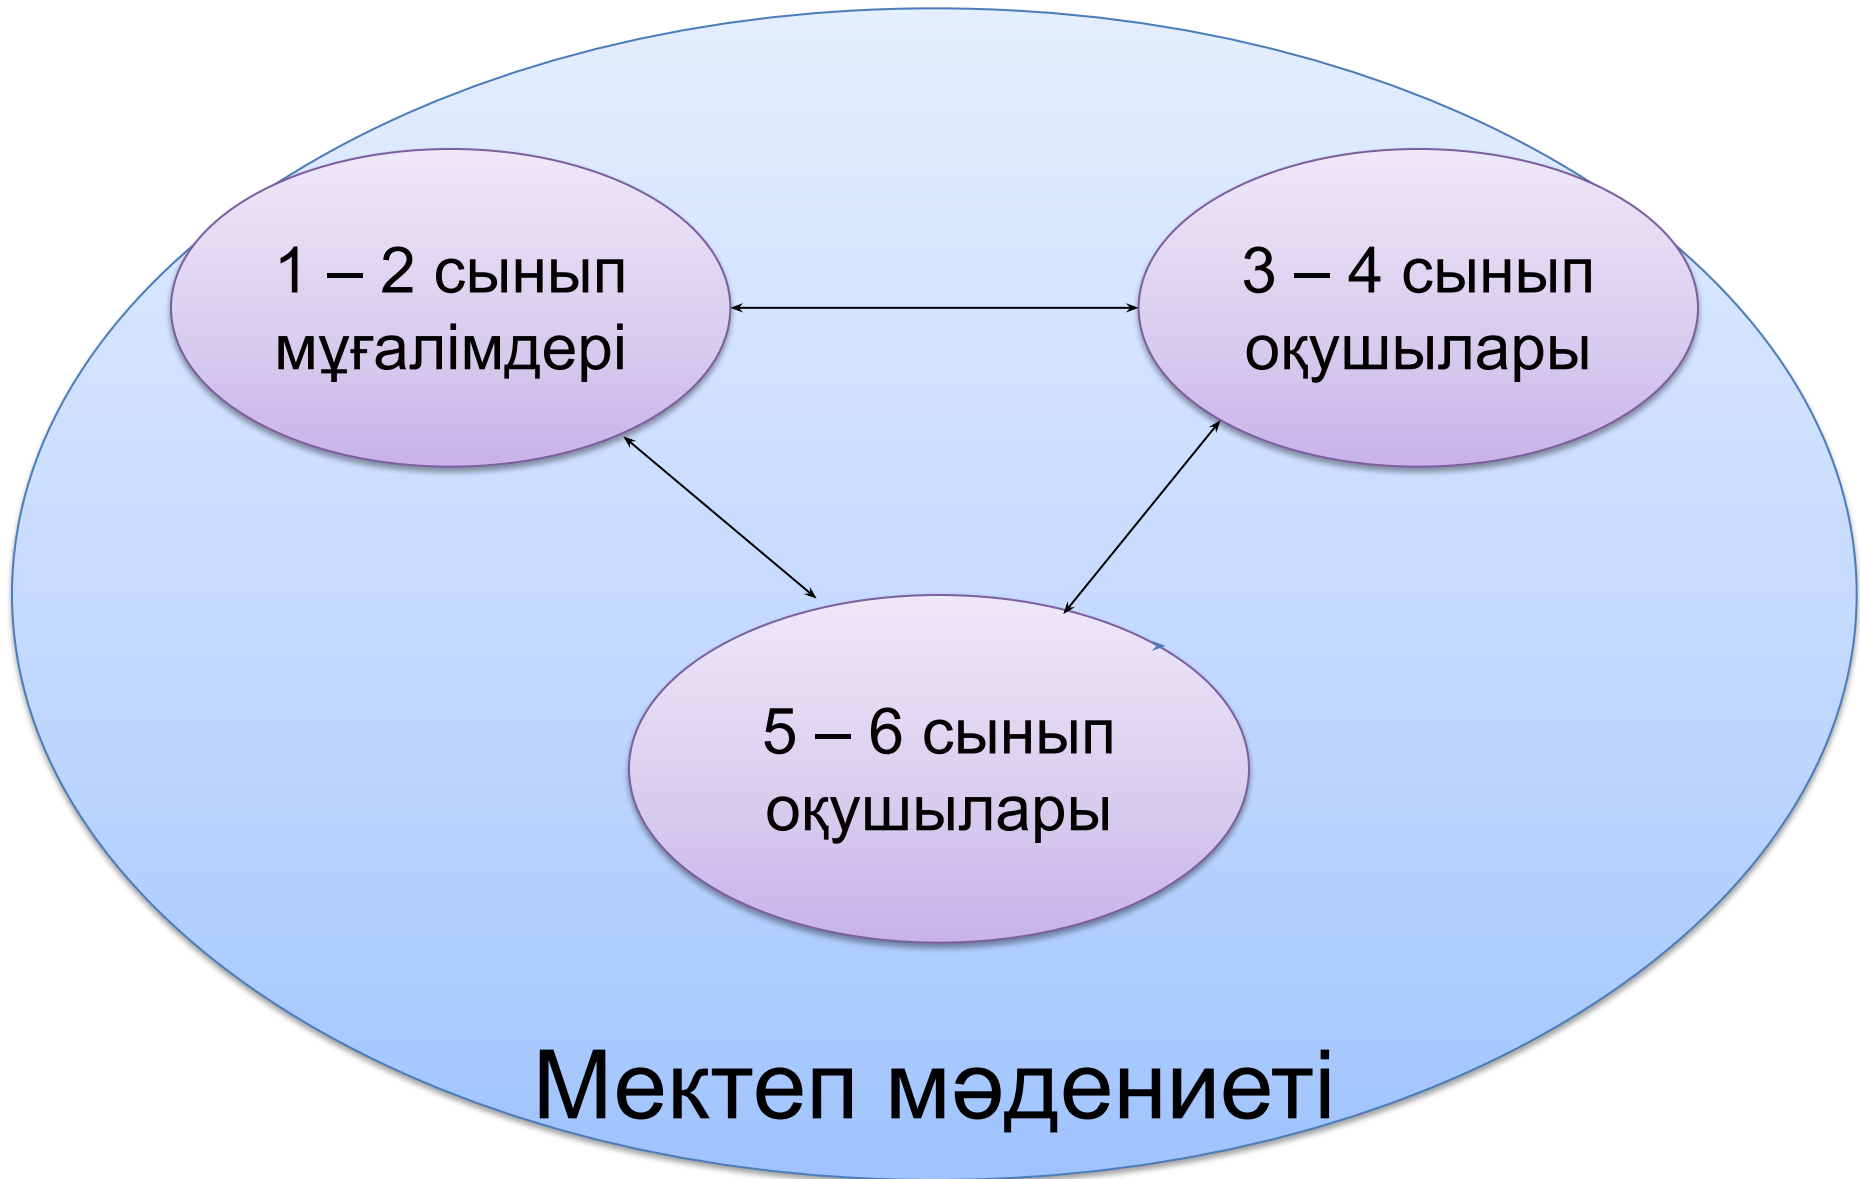 1 – 2 сынып
мұғалімдері
3 – 4 сынып
оқушылары
5 – 6 сынып
оқушылары
Мектеп мәдениеті